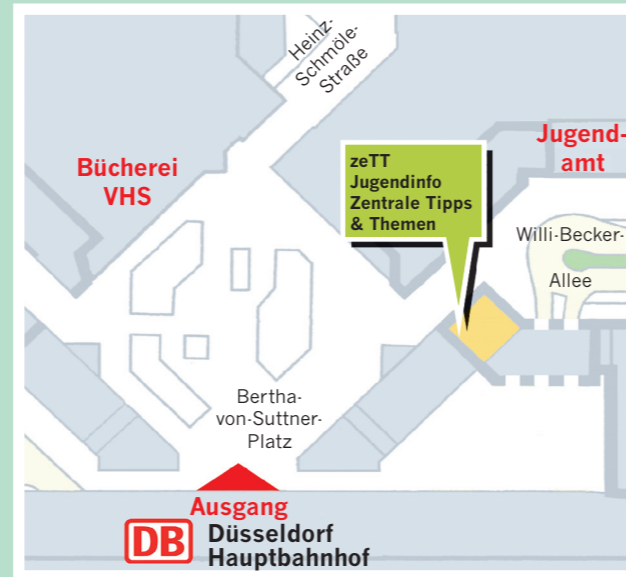 Heinz-
Schmöle-
Straße
Bücherei
VHS
zeTT
Jugendinfo
Zentrale Tipps
& Themen
Jugend-
amt
Willi-Becker-
Allee
Bertha-
von-Suttner-
Platz
Ausgang
DB Düsseldorf
Hauptbahnhof